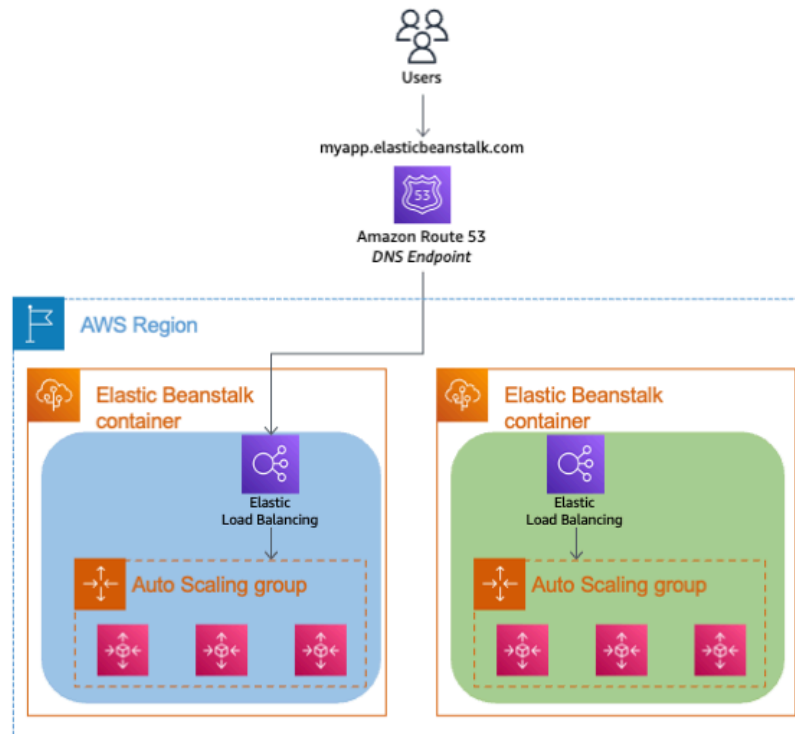 Users
myapp.elasticbeanstalk.com
53
Amazon Route 53
DNS Endpoint
AWS Region
Elastic Beanstalk
container
Elastic
Load Balancing
Auto Scaling group
Elastic Beanstalk
container
Elastic
Load Balancing
Auto Scaling group